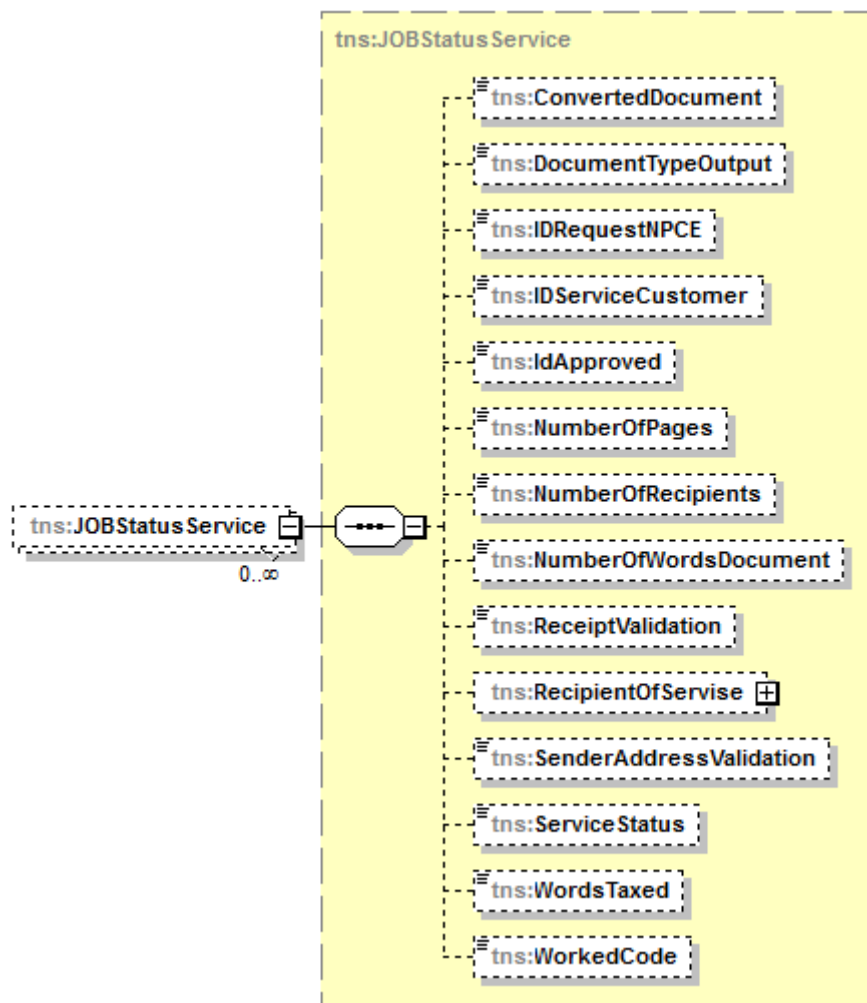 tns:JOBStatusService
tns:ConvertedDocument
tns:DocumentTypeOutput
tns:IDRequestNPCE
tns:IDServiceCustomer
tns:IdApproved
tns:NumberOfPages
tns:NumberOfRecipients
tns:JOBStatusService
0..∞
tns:NumberOfWordsDocument
tns:ReceiptValidation
tns:RecipientOfServise
tns:SenderAddressValidation
tns:ServiceStatus
tns:WordsTaxed
tns:WorkedCode